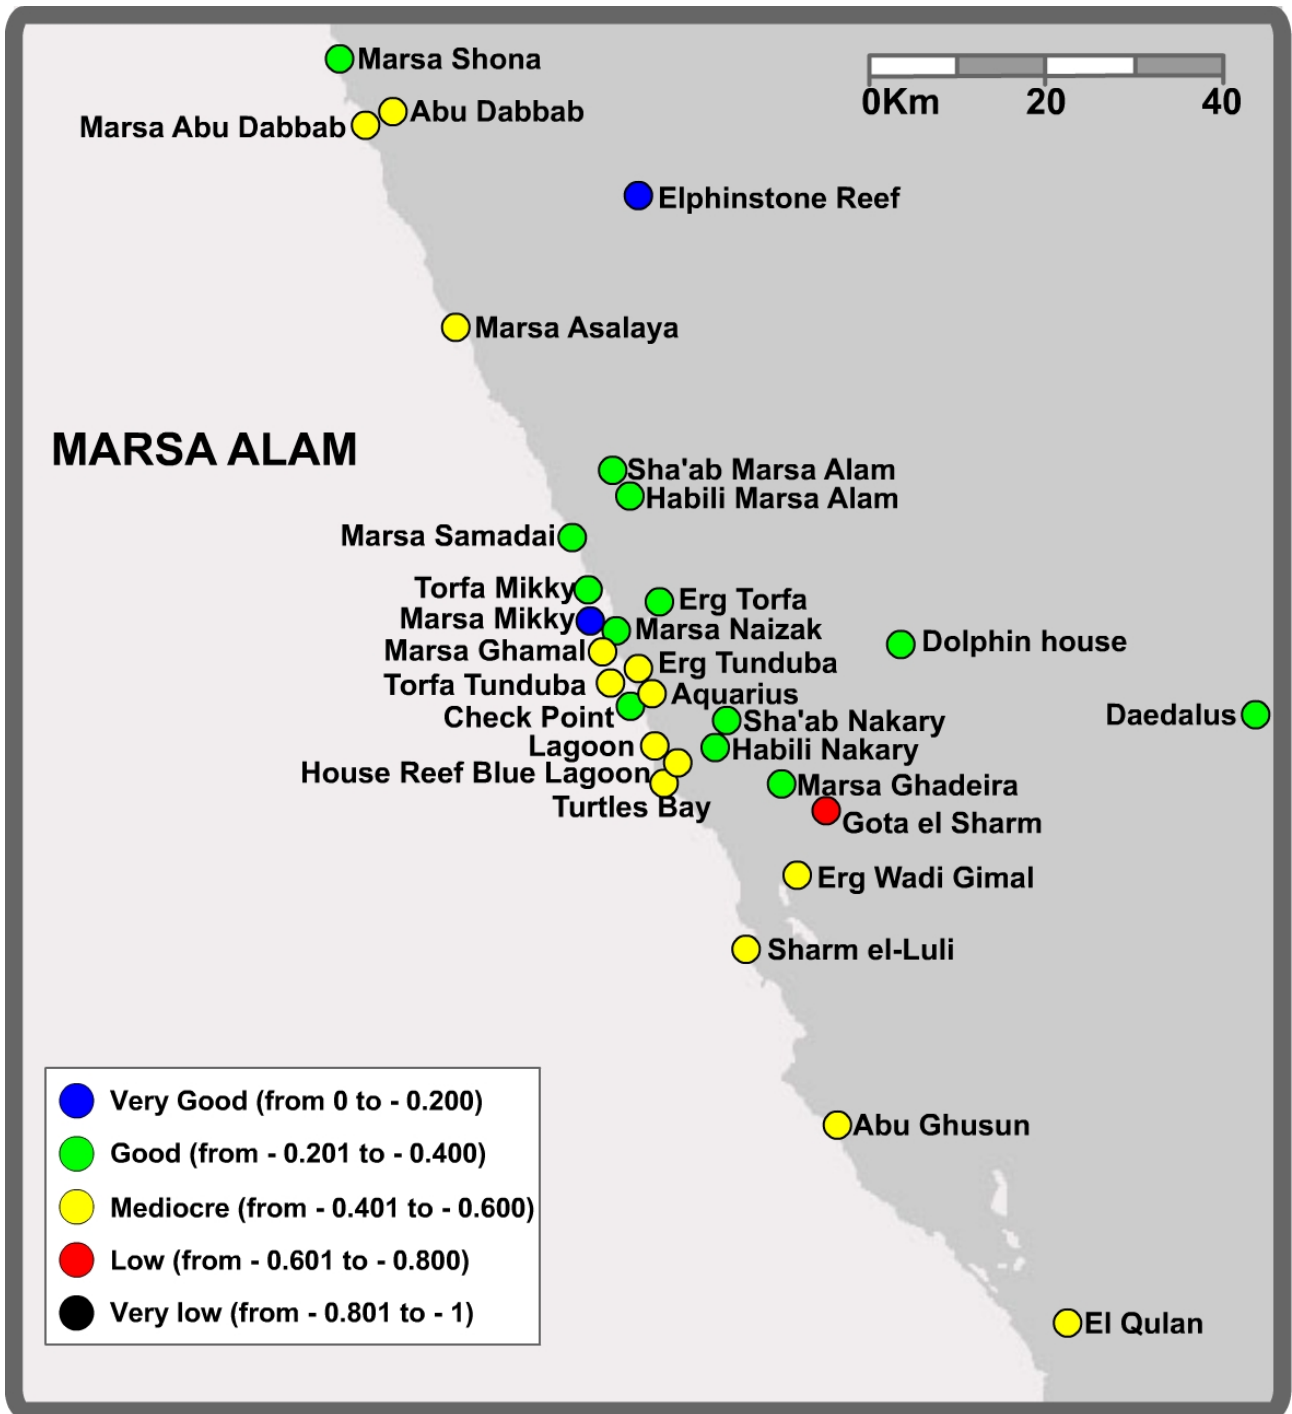 Marsa Shona
0Km 20 40
Abu Dabbab
Marsa Abu Dabbab
Elphinstone Reef
Marsa Asalaya
MARSA ALAM
Sha'ab Marsa Alam
Habili Marsa Alam
Marsa Samadai
Torfa Mikky
Erg Torfa
Marsa Mikky
Marsa Naizak
Dolphin house
Marsa Ghamal
Erg Tunduba
Torfa Tunduba
Aquarius
Check Point
Sha'ab Nakary
Daedalus
Lagoon
Habili Nakary
House Reef Blue Lagoon
Marsa Ghadeira
Turtles Bay
Gota el Sharm
Erg Wadi Gimal
Sharm el-Luli
Very Good (from 0 to - 0.200)
Good (from - 0.201 to - 0.400)
Mediocre (from - 0.401 to - 0.600)
Low (from - 0.601 to - 0.800)
Very low (from - 0.801 to - 1)
Abu Ghusun
El Qulan